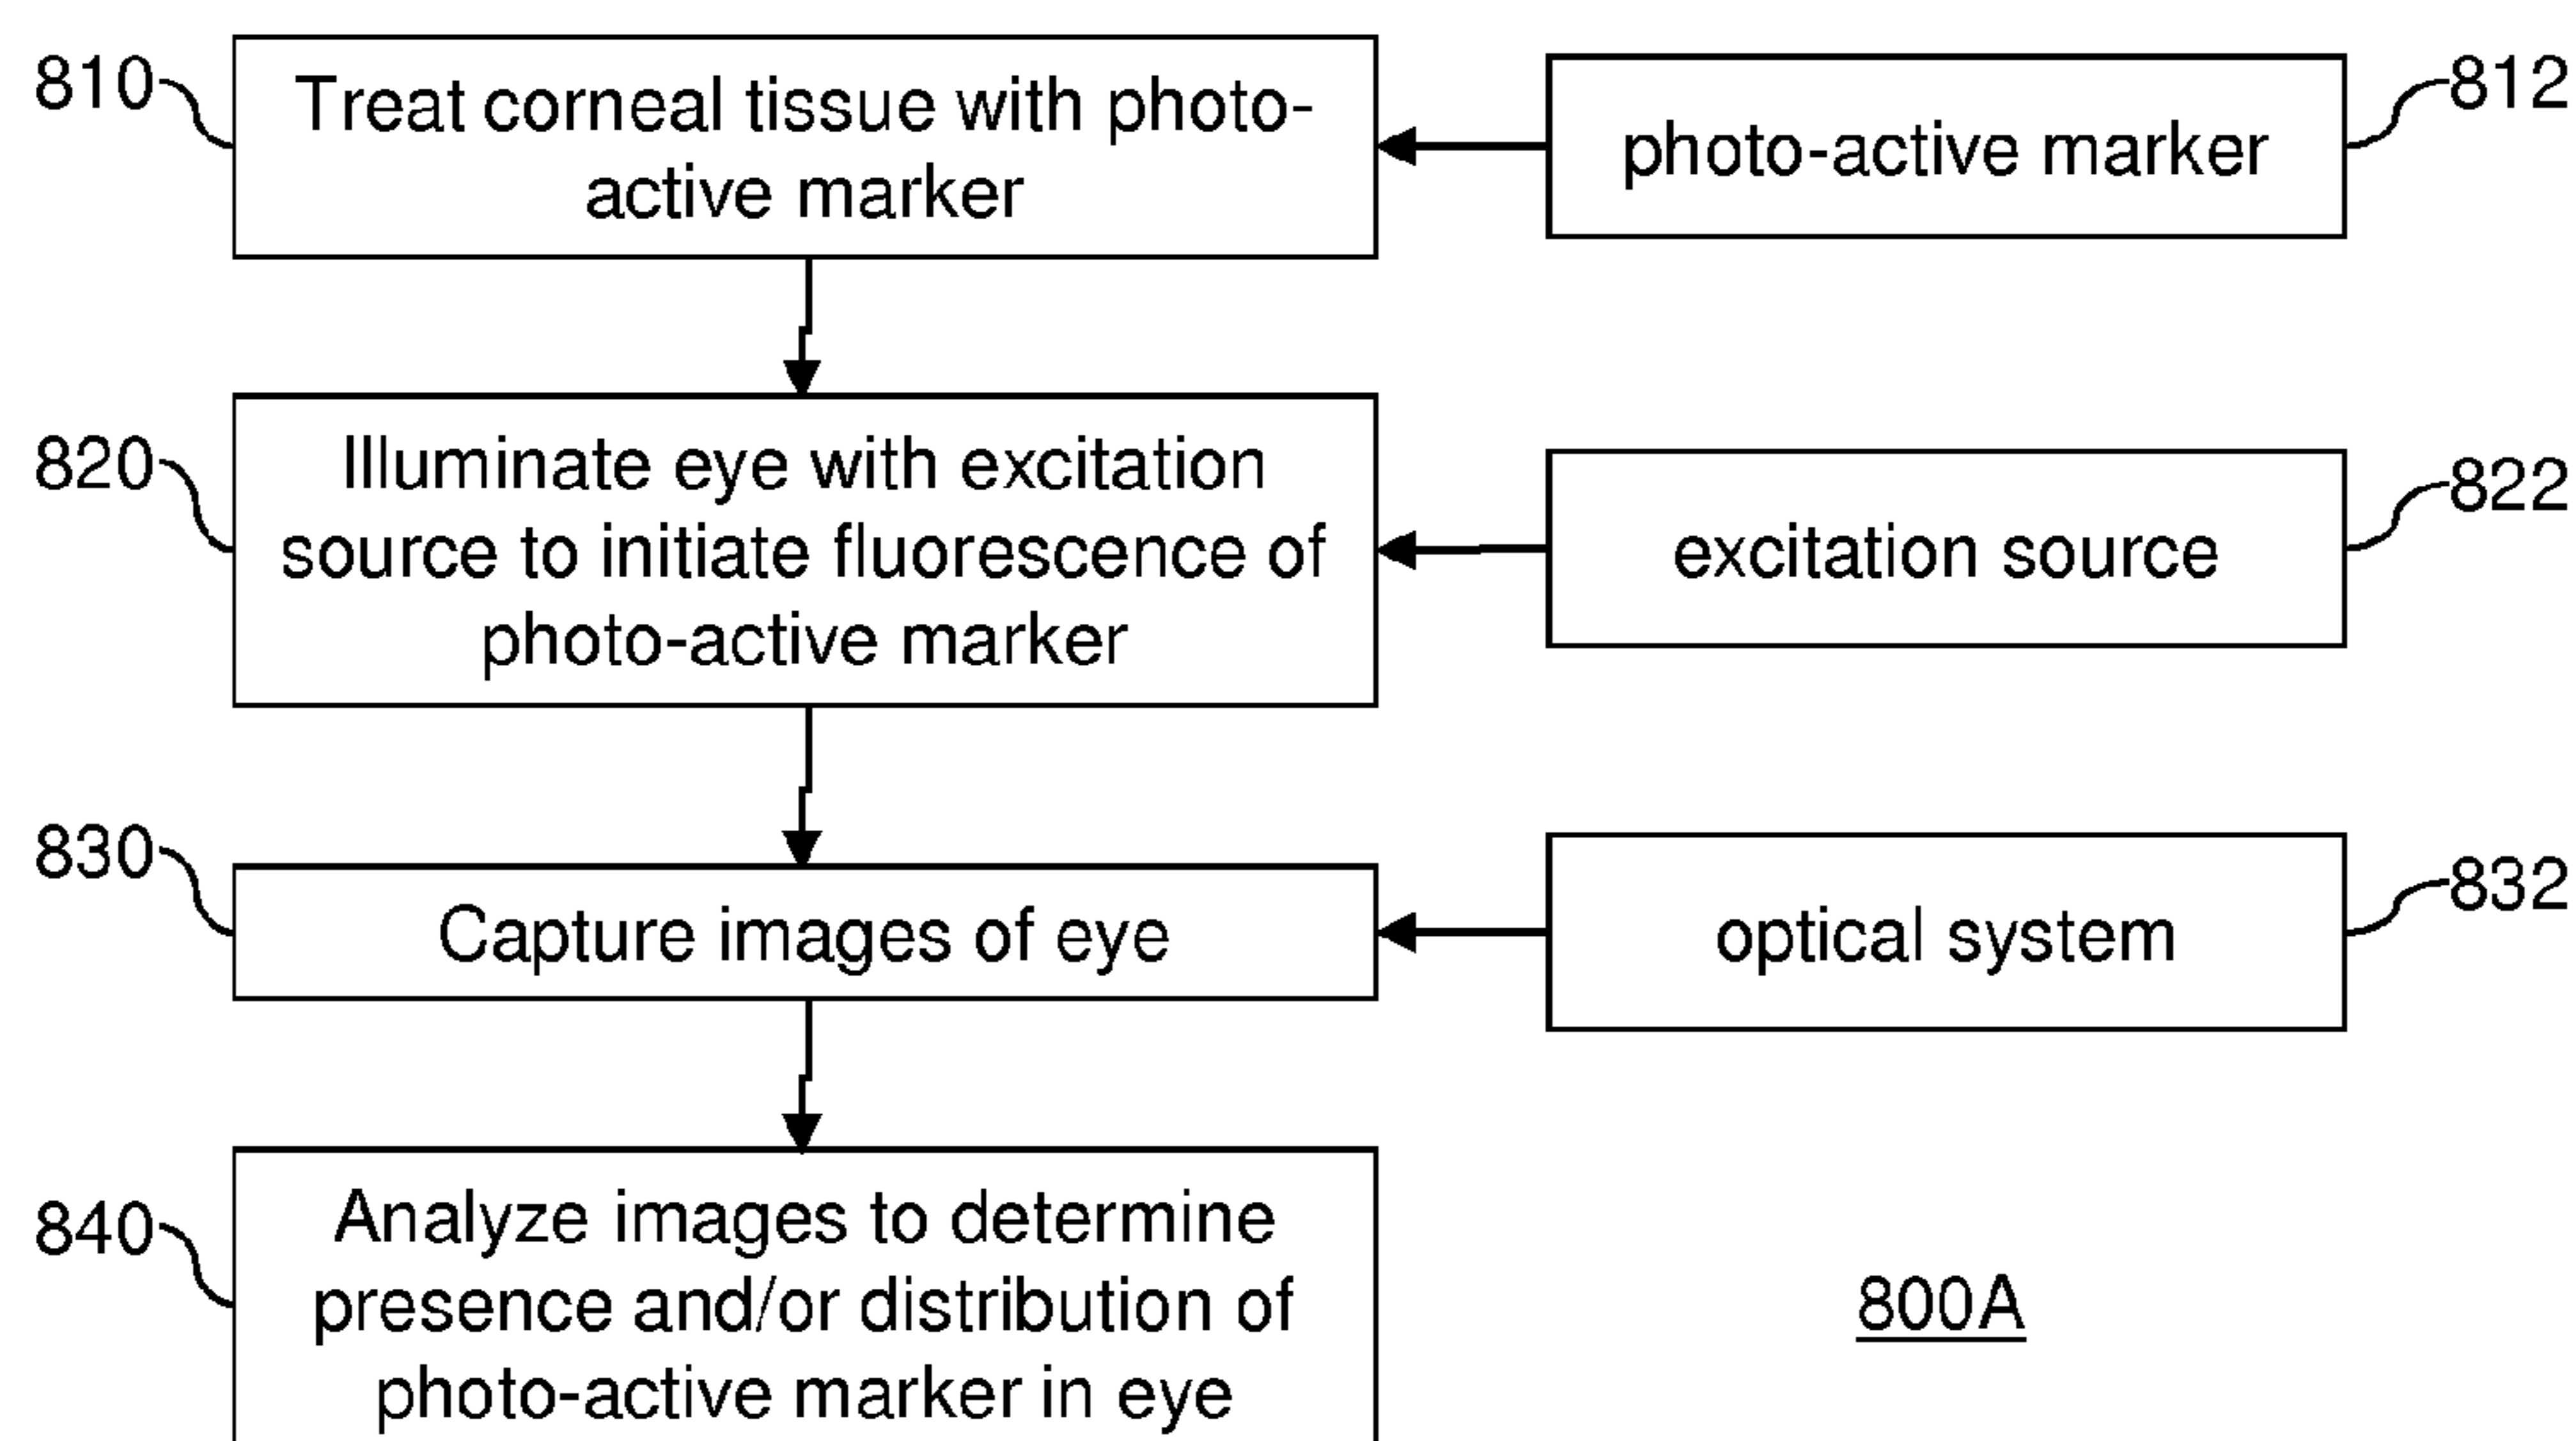 810
Treat corneal tissue with photo-
active marker
photo-active marker
812
820
Illuminate eye with excitation
source to initiate fluorescence of
photo-active marker
excitation source
822
830
Capture images of eye
optical system
832
840
Analyze images to determine
presence and/or distribution of
photo-active marker in eye
800A